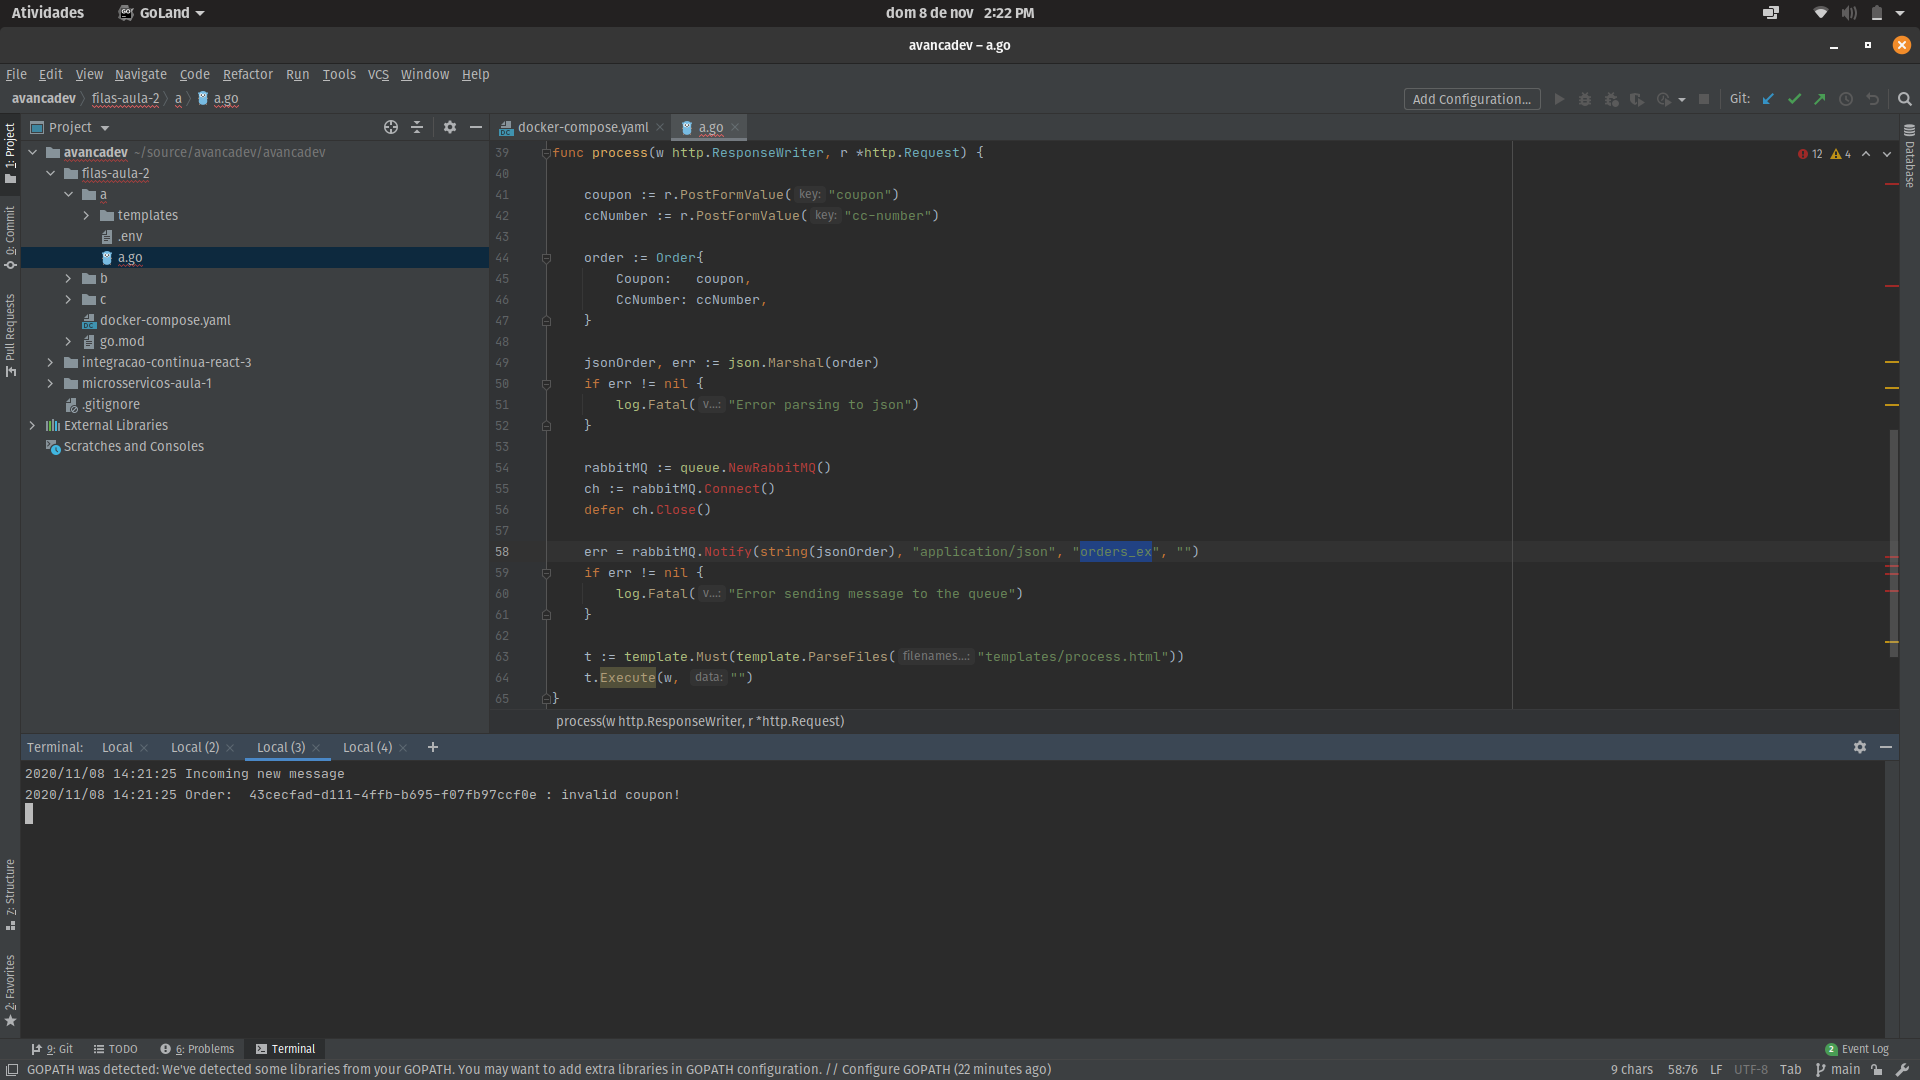 Atividades GoLand dom 8 de nov 2:22 PM
avancadev – a.go
File Edit View Navigate Code Refactor Run Tools VCS Window Help
avancadev filas-aula-2 a a.go Add Configuration... Git:
Project docker-compose.yaml a.go
1: Project
0: Commit
Pull Requests
7: Structure
2: Favorites
Database
avancadev ~/source/avancadev/avancadev
filas-aula-2
a
templates
.env
a.go
b
c
docker-compose.yaml
go.mod
integracao-continua-react-3
microsservicos-aula-1
.gitignore
External Libraries
Scratches and Consoles
12 4
39 func process(w http.ResponseWriter, r *http.Request) {
40
41 coupon := r.PostFormValue( key: "coupon")
42 ccNumber := r.PostFormValue( key: "cc-number")
43
44 order := Order{
45 Coupon:   coupon,
46 CcNumber: ccNumber,
47 }
48
49 jsonOrder, err := json.Marshal(order)
50 if err != nil {
51 log.Fatal( v...: "Error parsing to json")
52 }
53
54 rabbitMQ := queue.NewRabbitMQ()
55 ch := rabbitMQ.Connect()
56 defer ch.Close()
57
58 err = rabbitMQ.Notify(string(jsonOrder), "application/json", "orders_ex", "")
59 if err != nil {
60 log.Fatal( v...: "Error sending message to the queue")
61 }
62
63 t := template.Must(template.ParseFiles( filenames...: "templates/process.html"))
64 t.Execute(w, data: "")
65 }
process(w http.ResponseWriter, r *http.Request)
Terminal: Local Local (2) Local (3) Local (4) +
2020/11/08 14:21:25 Incoming new message
2020/11/08 14:21:25 Order:  43cecfad-d111-4ffb-b695-f07fb97ccf0e : invalid coupon!
9: Git TODO 6: Problems Terminal 2 Event Log
GOPATH was detected: We've detected some libraries from your GOPATH. You may want to add extra libraries in GOPATH configuration. // Configure GOPATH (22 minutes ago) 9 chars 58:76 LF UTF-8 Tab main